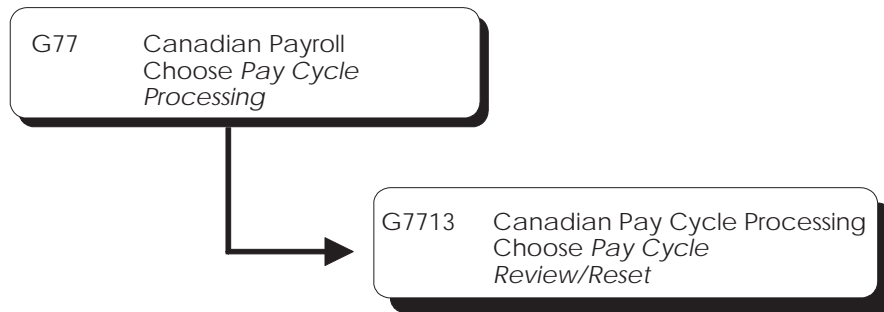 G77 Canadian Payroll
Choose Pay Cycle
Processing
G7713 Canadian Pay Cycle Processing
Choose Pay Cycle
Review/Reset